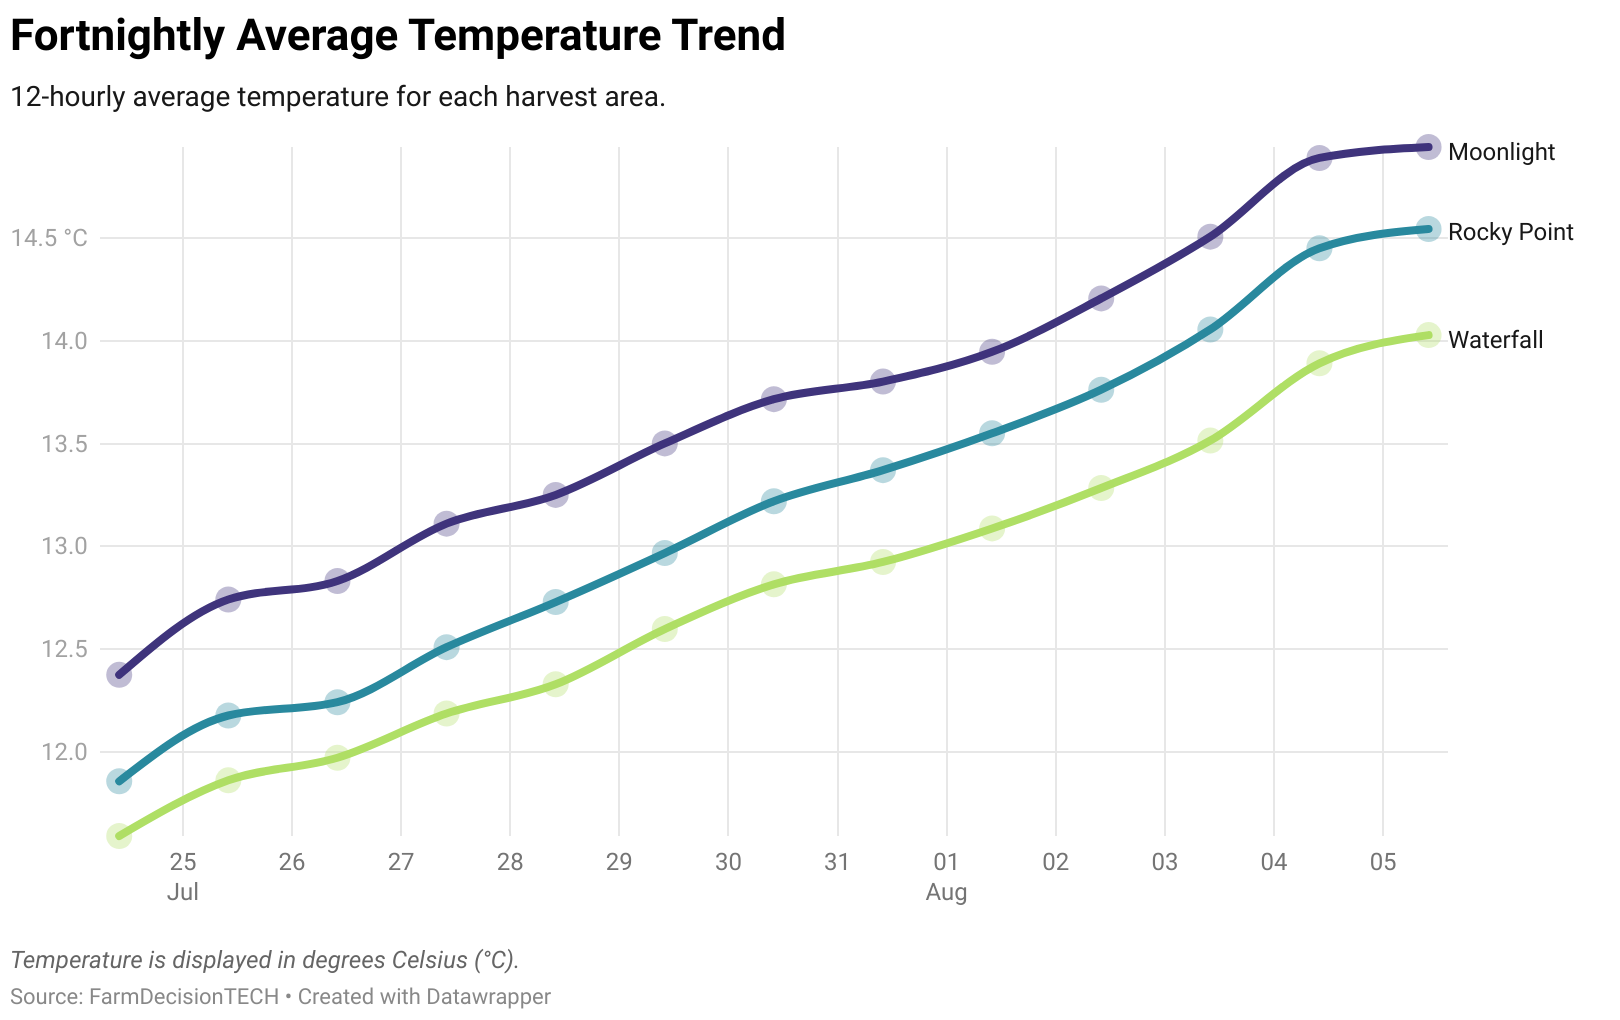 Fortnightly Average Temperature Trend
12-hourly average temperature for each harvest area.
Moonlight
14.5 °C
Rocky Point
14.0
Waterfall
13.5
13.0
12.5
12.0
25 26 27 28 29 30 31 01 02 03 04 05
Jul Aug
Temperature is displayed in degrees Celsius (°C).
Source: FarmDecisionTECH • Created with Datawrapper